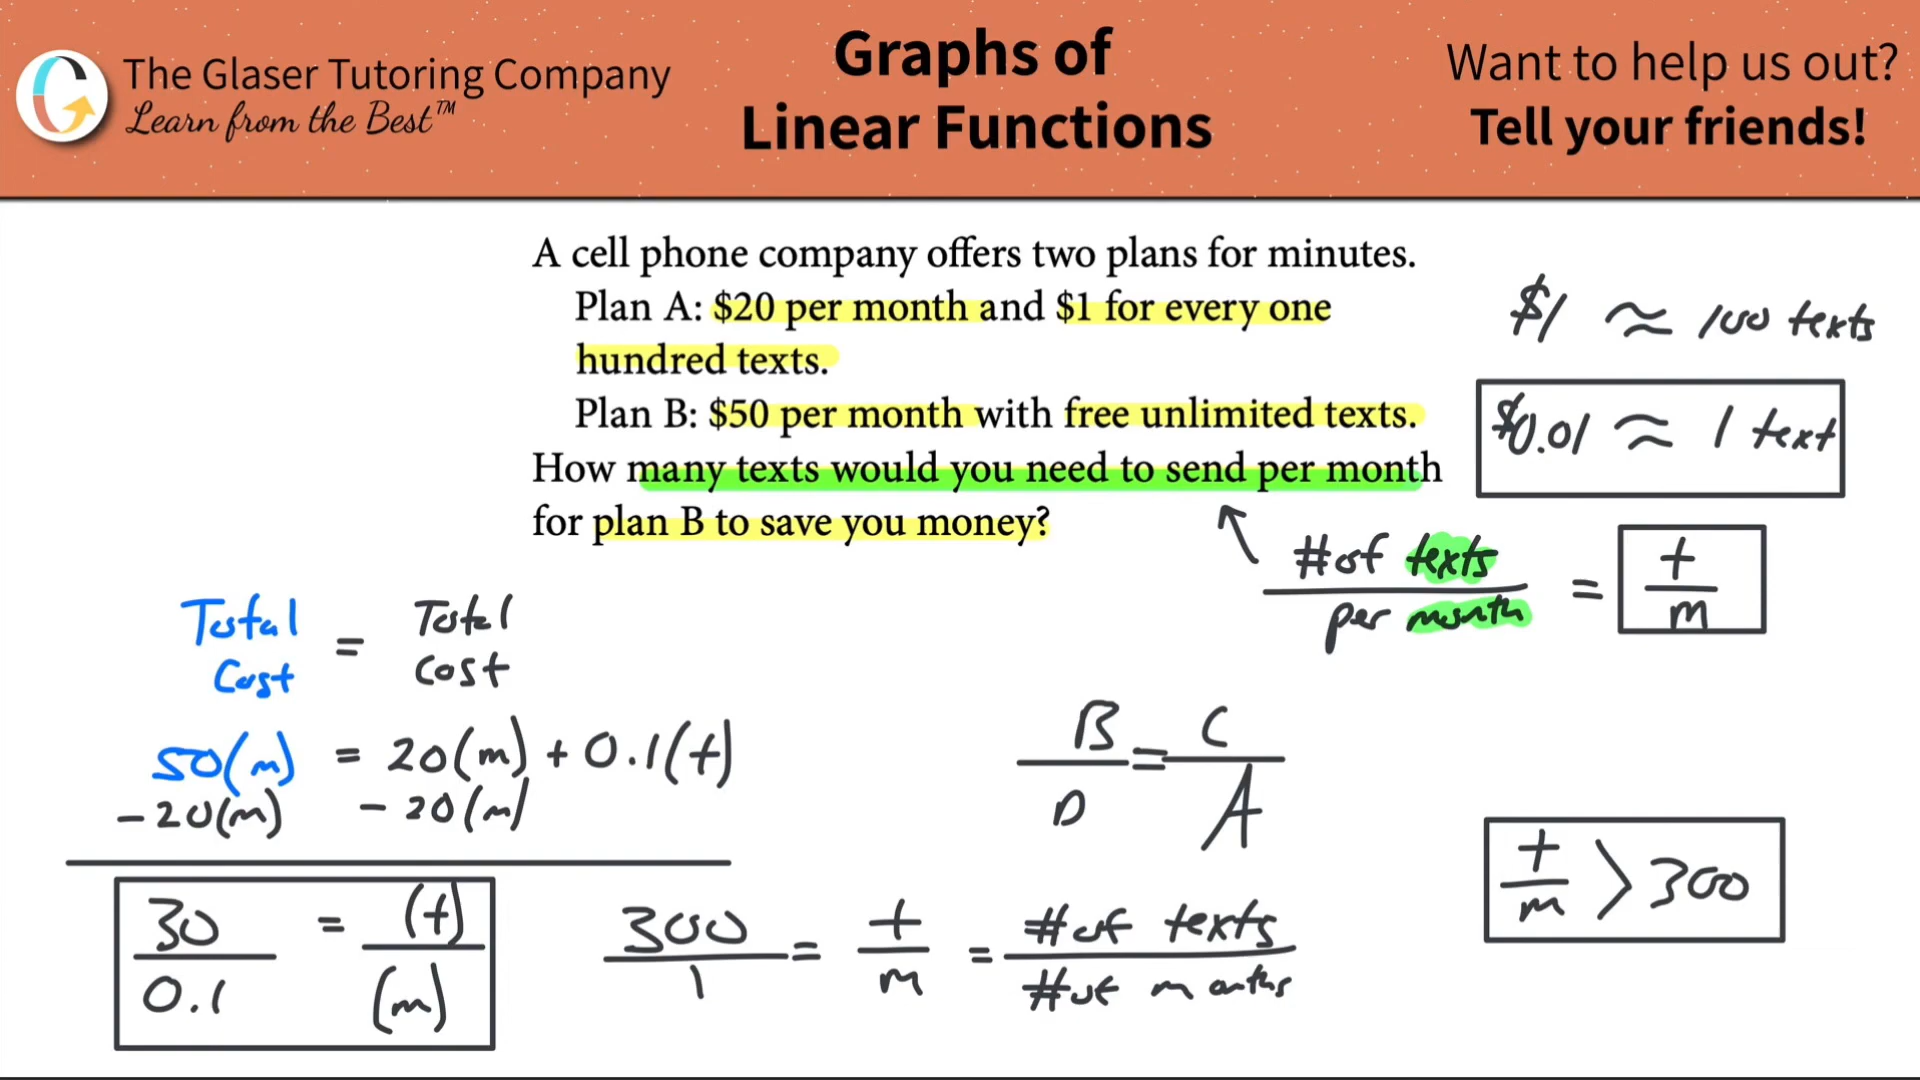 The Glaser Tutoring Company
Learn from the Best™
Graphs of
Linear Functions
Want to help us out?
Tell your friends!
A cell phone company offers two plans for minutes.
Plan A: $20 per month and $1 for every one
hundred texts.
Plan B: $50 per month with free unlimited texts.
How many texts would you need to send per month
for plan B to save you money?
$1 ≈ 100 texts
$0.01 ≈ 1 text
# of texts
per month
= t
m
Total = Total
Cost cost
50(m) = 20(m) + 0.1(t)
-20(m) - 20(m)
30 = (t)
0.1 (m)
B = C
D A
300 = t = # of texts
1 m # of months
t > 300
m